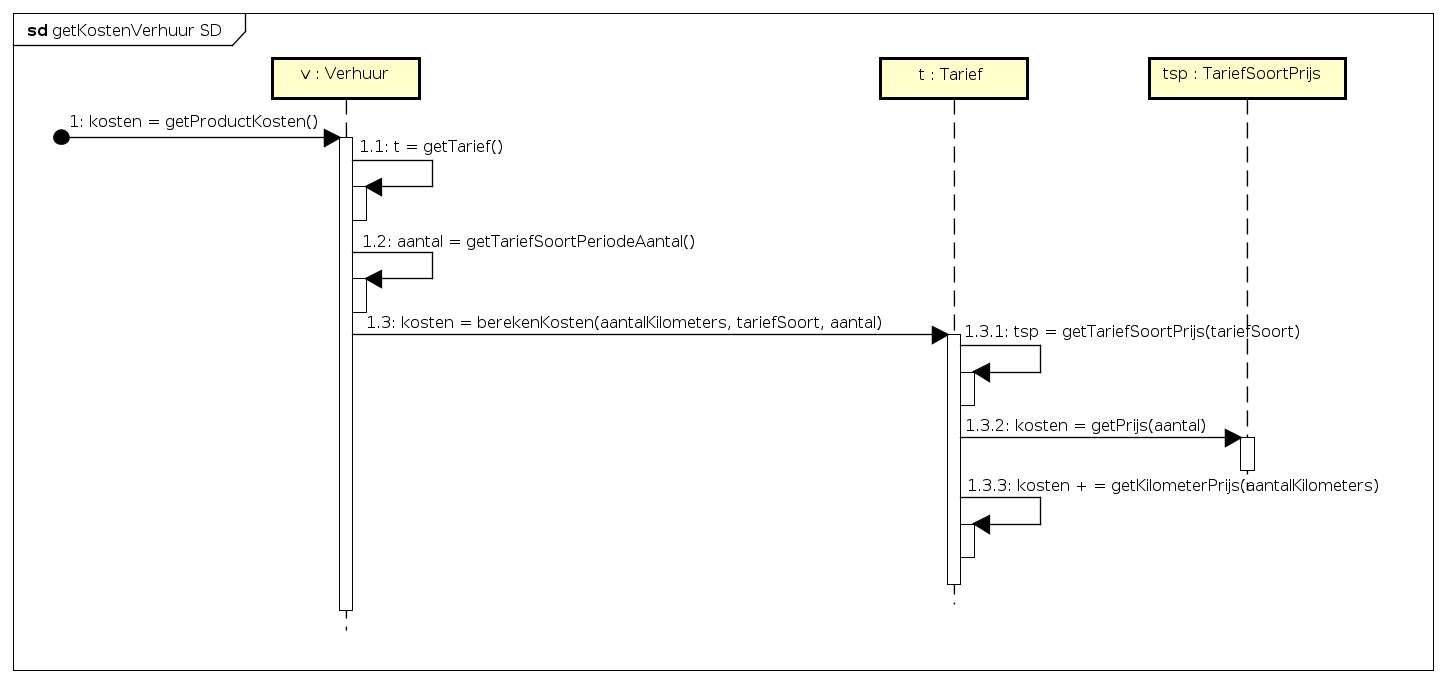 sd getKostenVerhuur SD
v : Verhuur
t : Tarief
tsp : TariefSoortPrijs
1: kosten = getProductKosten()
1.1: t = getTarief()
1.2: aantal = getTariefSoortPeriodeAantal()
1.3: kosten = berekenKosten(aantalKilometers, tariefSoort, aantal)
1.3.1: tsp = getTariefSoortPrijs(tariefSoort)
1.3.2: kosten = getPrijs(aantal)
1.3.3: kosten + = getKilometerPrijs(aantalKilometers)